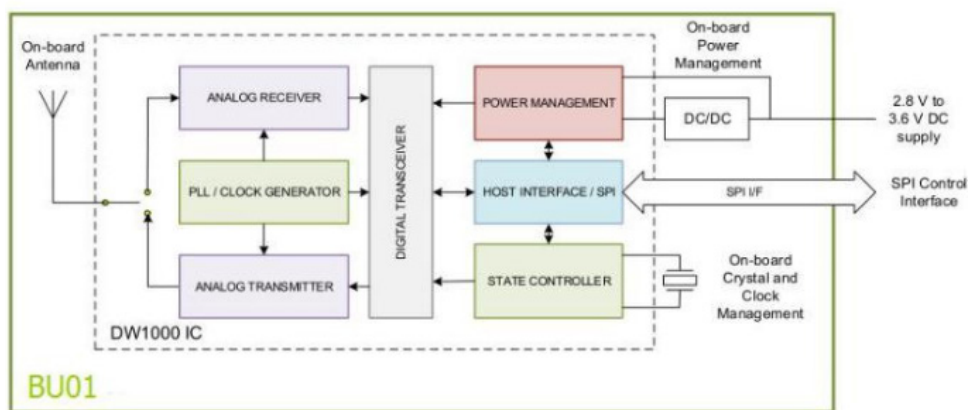 On-board
Antenna
ANALOG RECEIVER
PLL / CLOCK GENERATOR
ANALOG TRANSMITTER
DIGITAL TRANSCEIVER
POWER MANAGEMENT
HOST INTERFACE / SPI
STATE CONTROLLER
DW1000 IC
On-board
Power
Management
DC/DC
2.8 V to
3.6 V DC
supply
SPI I/F
SPI Control
Interface
On-board
Crystal and
Clock
Management
BU01